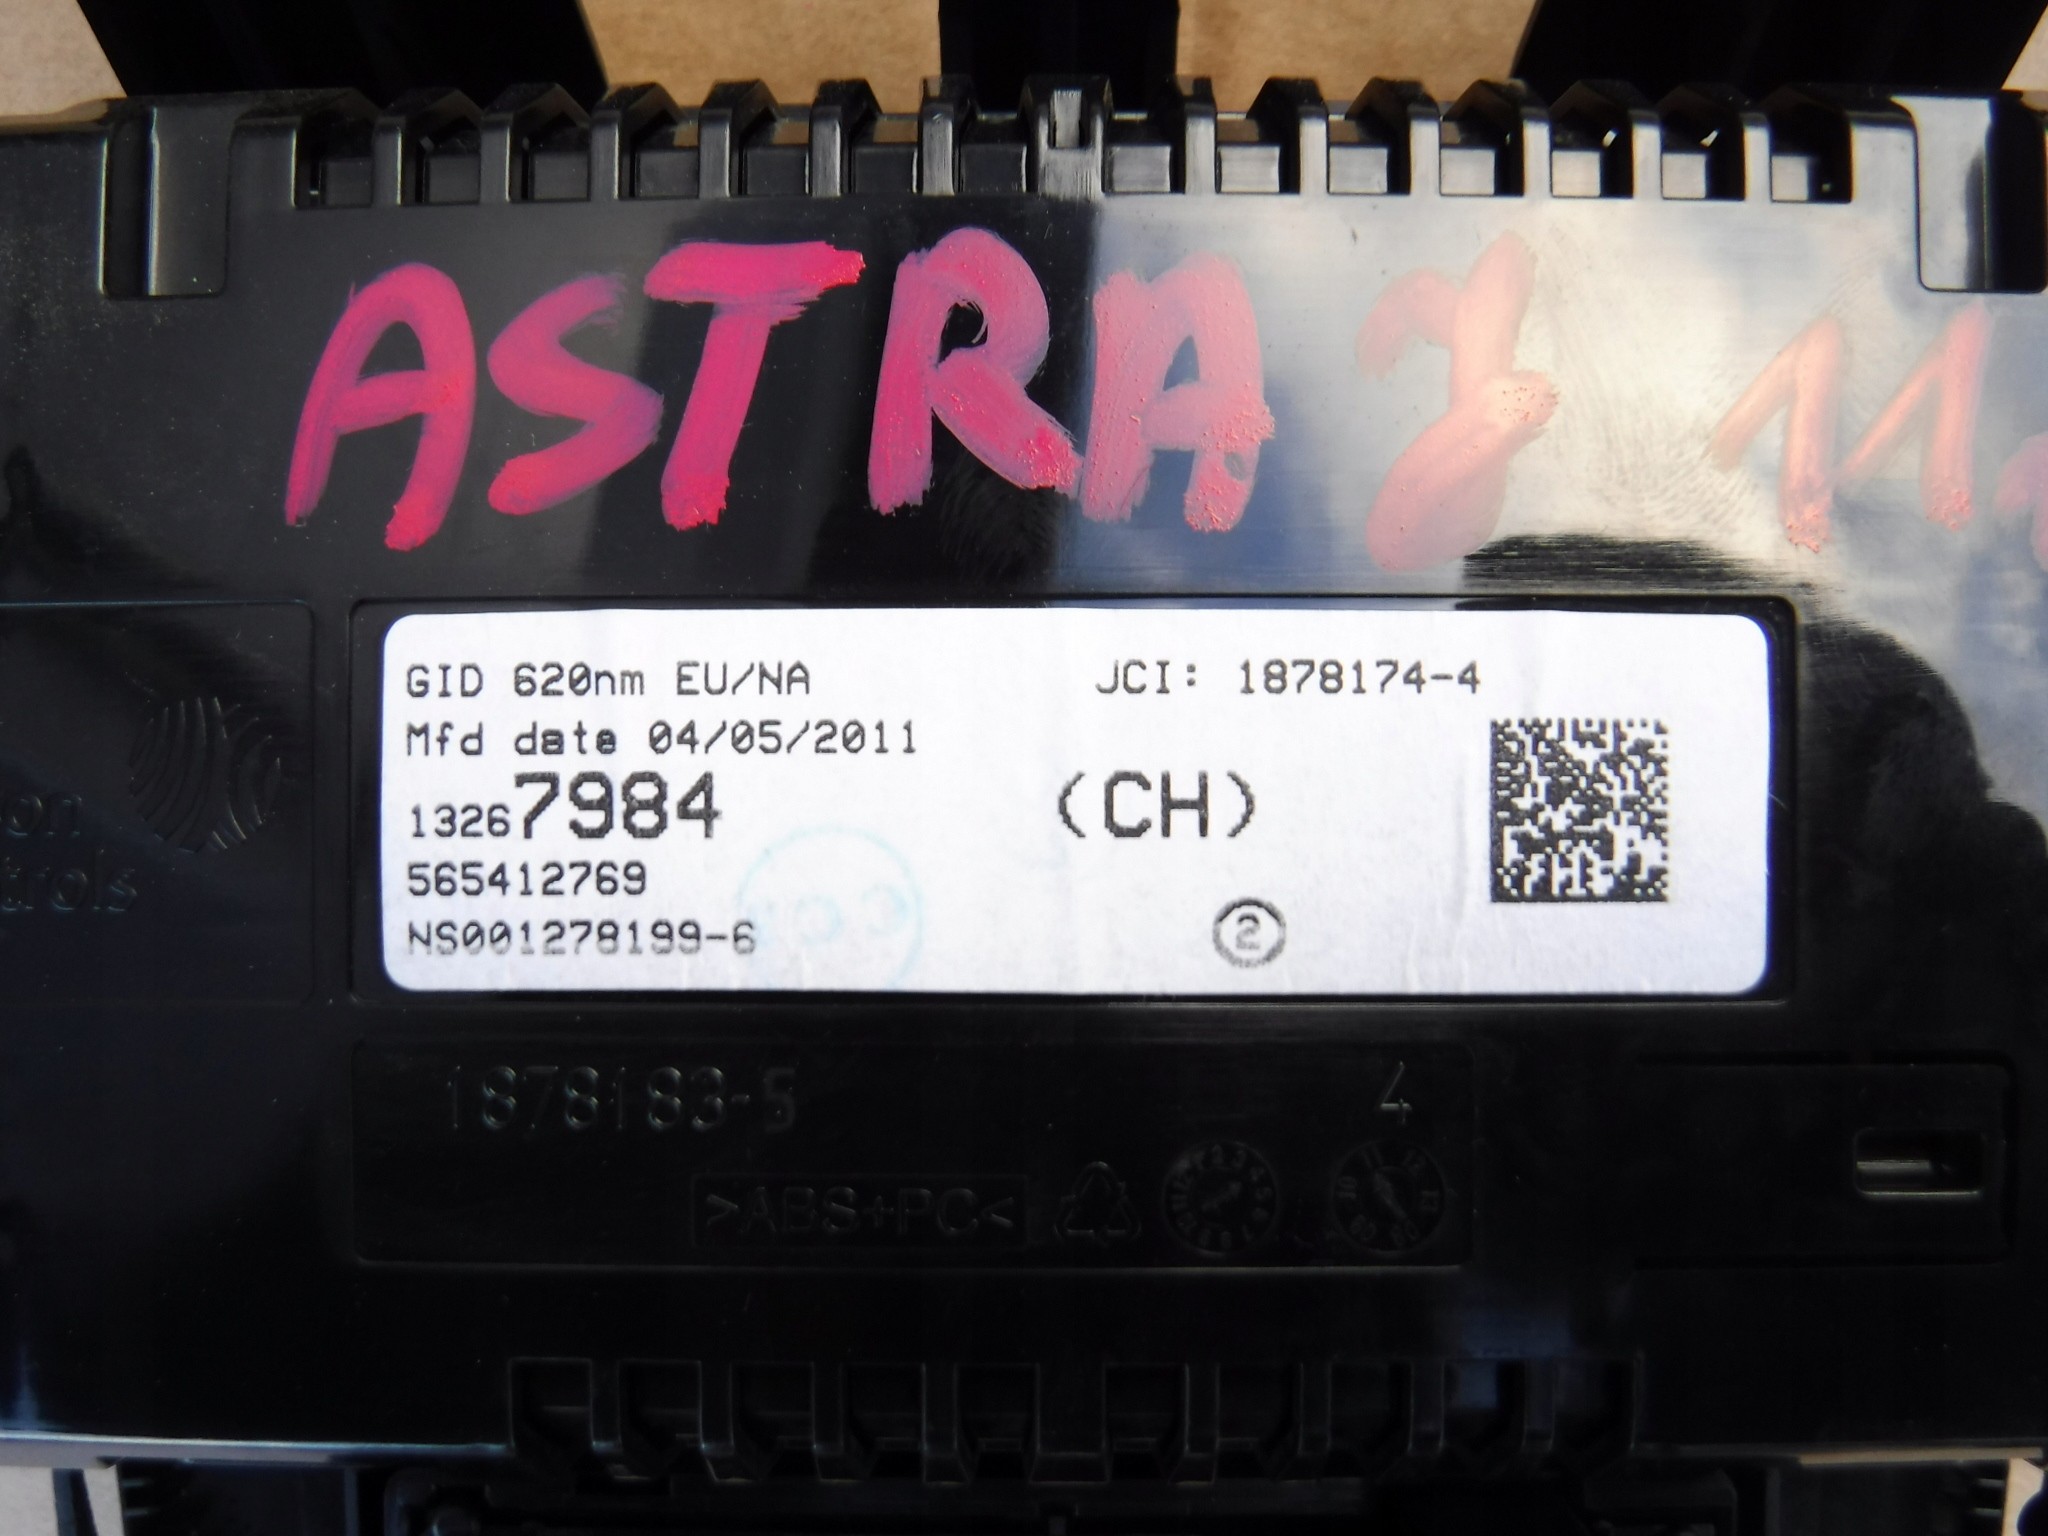 ASTRA J 11
GID 620nm EU/NA JCI: 1878174-4
Mfd date 04/05/2011
13267984 (CH)
565412769
NS001278199-6
2
1878183-5 4
>ABS+PC<